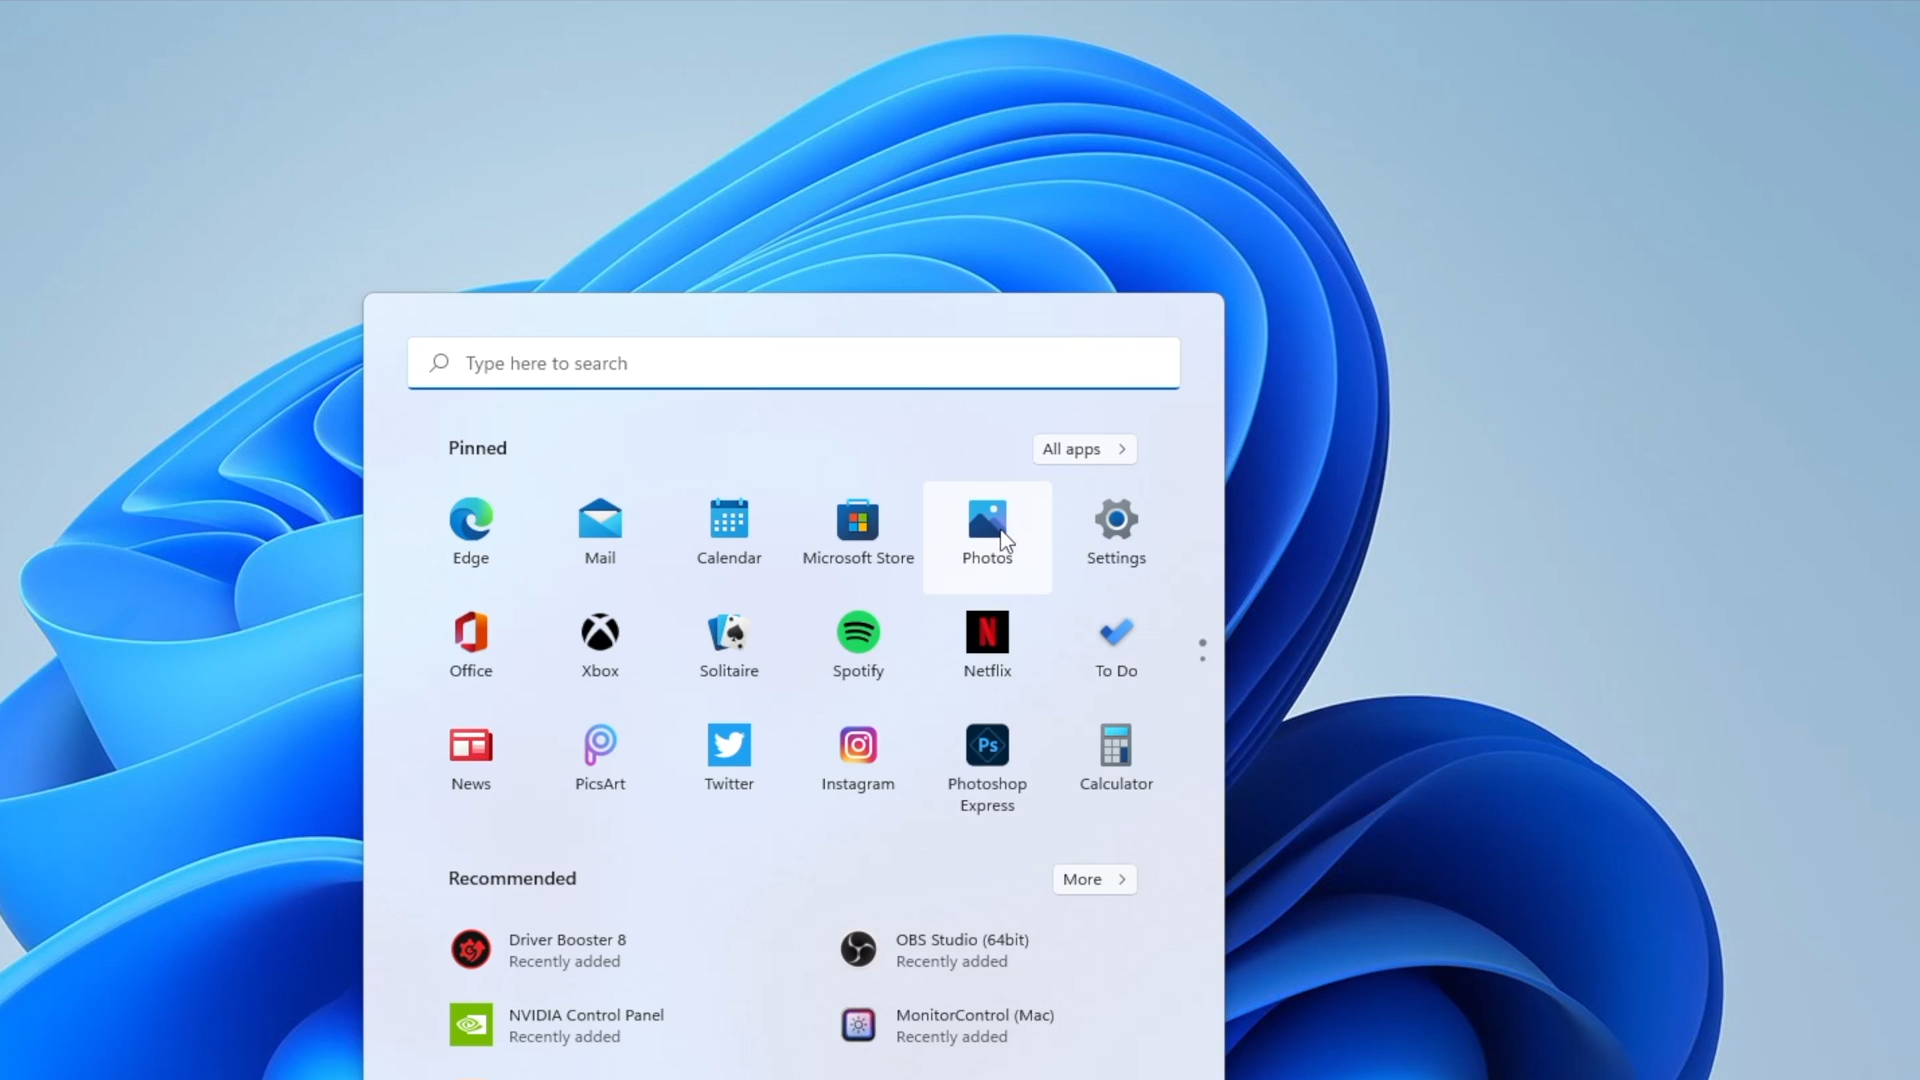 Type here to search
Pinned
All apps
Edge
Mail
Calendar
Microsoft Store
Photos
Settings
Office
Xbox
Solitaire
Spotify
N
Netflix
To Do
News
PicsArt
Twitter
Instagram
Ps
Photoshop
Express
Calculator
Recommended
More
Driver Booster 8
Recently added
OBS Studio (64bit)
Recently added
NVIDIA Control Panel
Recently added
MonitorControl (Mac)
Recently added